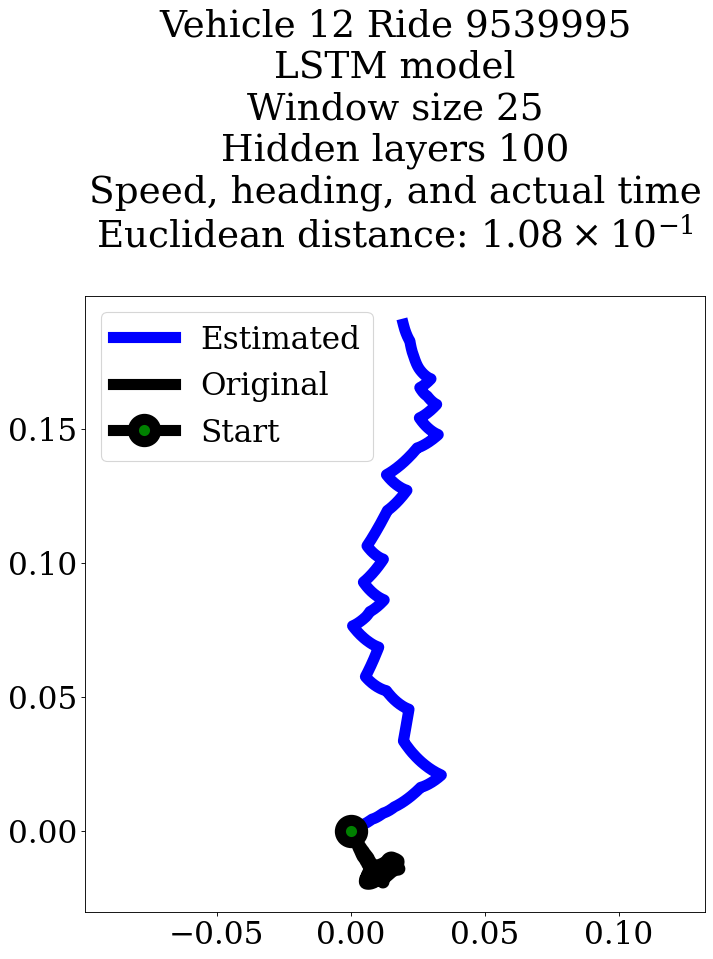 Vehicle 12 Ride 9539995
LSTM model
Window size 25
Hidden layers 100
Speed, heading, and actual time
Euclidean distance: 1.08 × 10⁻¹
Estimated
Original
Start
0.15
0.10
0.05
0.00
−0.05 0.00 0.05 0.10